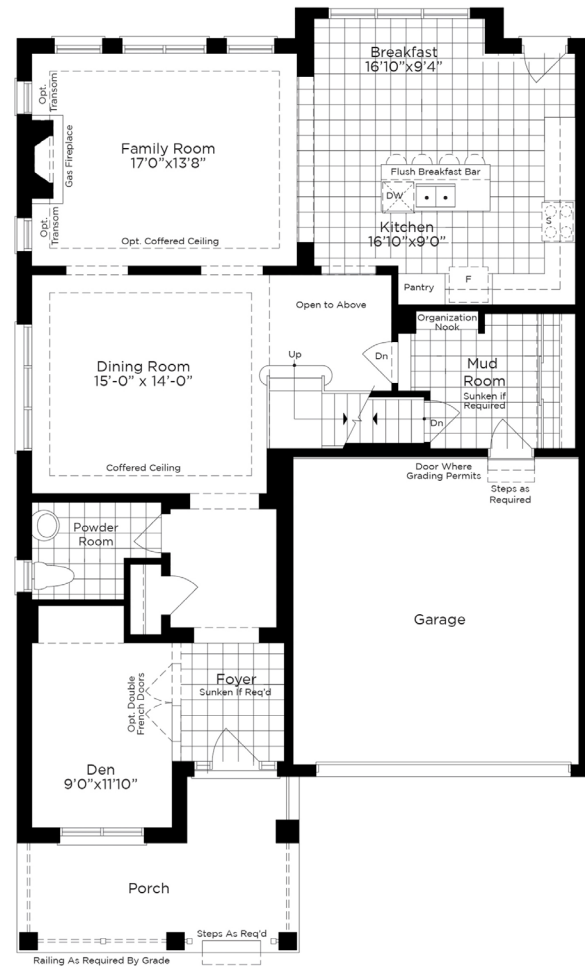 Breakfast
16'10"x9'4"
Opt.
Transom
Family Room
17'0"x13'8"
Gas Fireplace
Flush Breakfast Bar
DW
S
Opt.
Transom
Kitchen
16'10"x9'0"
Opt. Coffered Ceiling
F
Pantry
Open to Above
Organization
Nook
Up
Dn
Dining Room
15'-0" x 14'-0"
Mud
Room
Sunken if
Required
Dn
Coffered Ceiling
Door Where
Grading Permits
Steps as
Required
Powder
Room
Garage
Opt. Double
French Doors
Foyer
Sunken If Req'd
Den
9'0"x11'10"
Porch
Steps As Req'd
Railing As Required By Grade